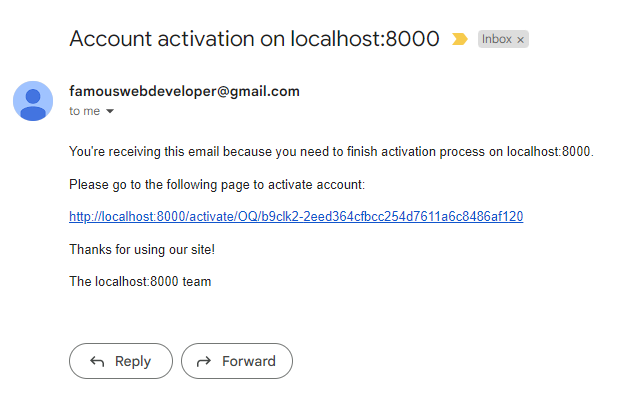 Account activation on localhost:8000
Inbox ×
famouswebdeveloper@gmail.com
to me
You're receiving this email because you need to finish activation process on localhost:8000.
Please go to the following page to activate account:
http://localhost:8000/activate/OQ/b9clk2-2eed364cfbcc254d7611a6c8486af120
Thanks for using our site!
The localhost:8000 team
Reply
Forward